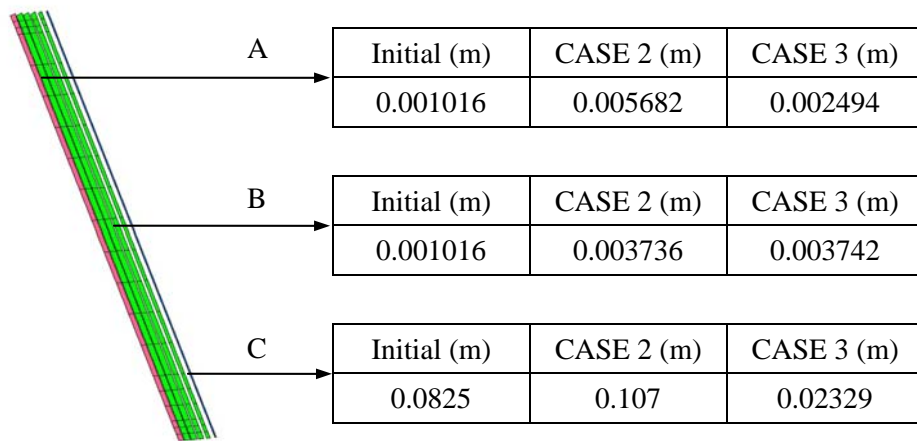 A
Initial (m) CASE 2 (m) CASE 3 (m)
0.001016 0.005682 0.002494
B
Initial (m) CASE 2 (m) CASE 3 (m)
0.001016 0.003736 0.003742
C
Initial (m) CASE 2 (m) CASE 3 (m)
0.0825 0.107 0.02329